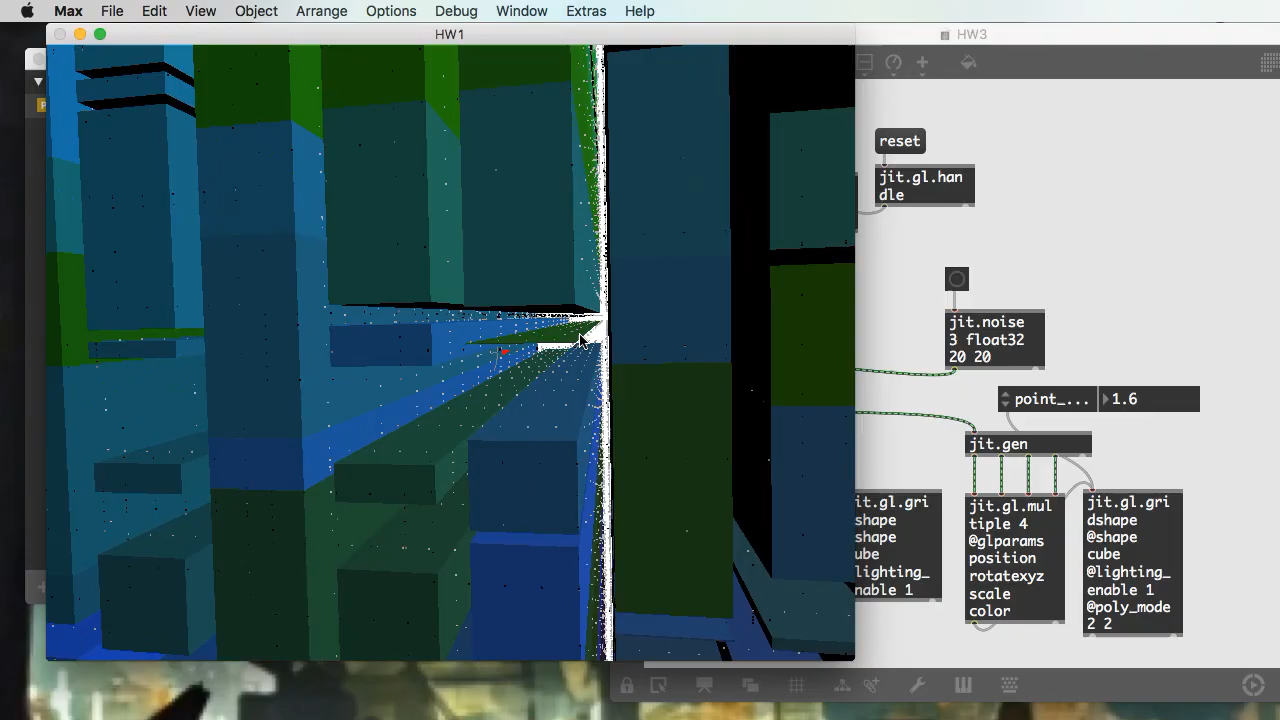 Max File Edit View Object Arrange Options Debug Window Extras Help
HW1
HW3
reset
jit.gl.han
dle
jit.noise
3 float32
20 20
point_... 1.6
jit.gen
it.gl.gri
shape
shape
ube
lighting_
nable 1
jit.gl.mul
tiple 4
@glparams
position
rotatexyz
scale
color
jit.gl.gri
dshape
@shape
cube
@lighting_
enable 1
@poly_mode
2 2